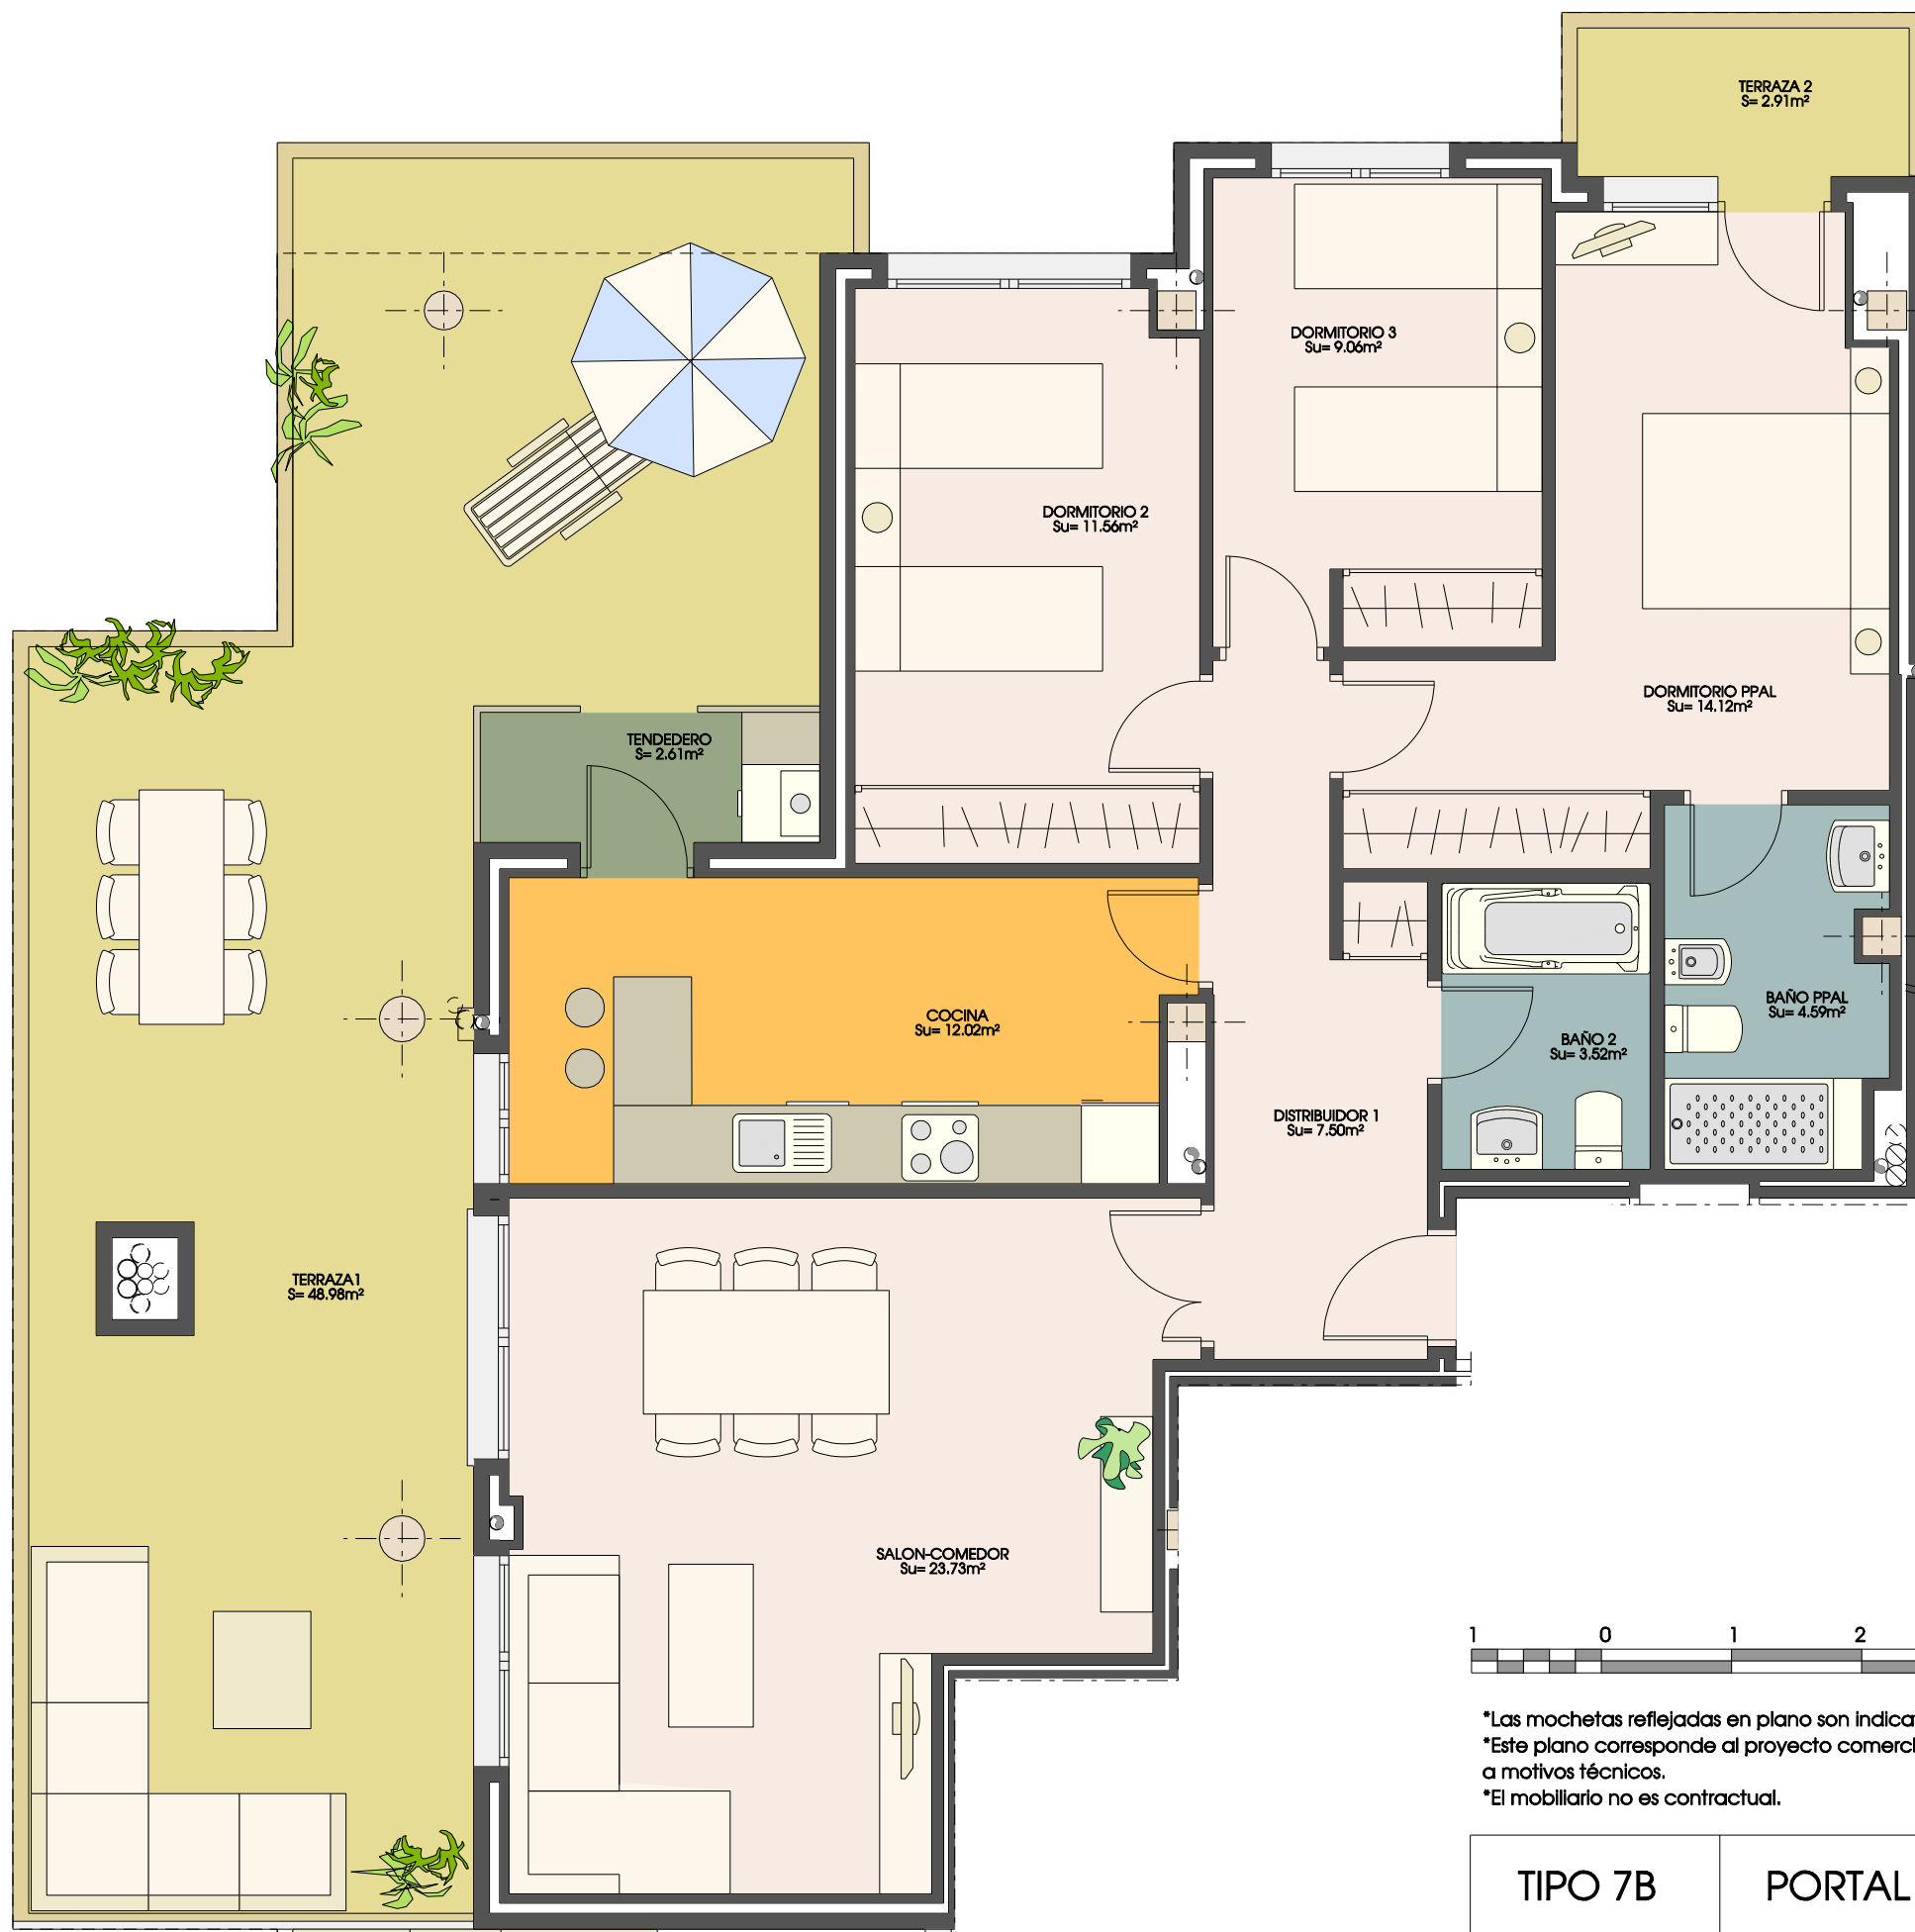 TERRAZA 2
S= 2.91m²
DORMITORIO 3
Su= 9.06m²
DORMITORIO 2
Su= 11.56m²
DORMITORIO PPAL
Su= 14.12m²
TENDEDERO
S= 2.61m²
COCINA
Su= 12.02m²
BAÑO PPAL
Su= 4.59m²
BAÑO 2
Su= 3.52m²
DISTRIBUIDOR 1
Su= 7.50m²
TERRAZA1
S= 48.98m²
SALON-COMEDOR
Su= 23.73m²
1 0 1 2
*Las mochetas reflejadas en plano son indica
*Este plano corresponde al proyecto comerci
a motivos técnicos.
*El mobiliario no es contractual.
TIPO 7B
PORTAL